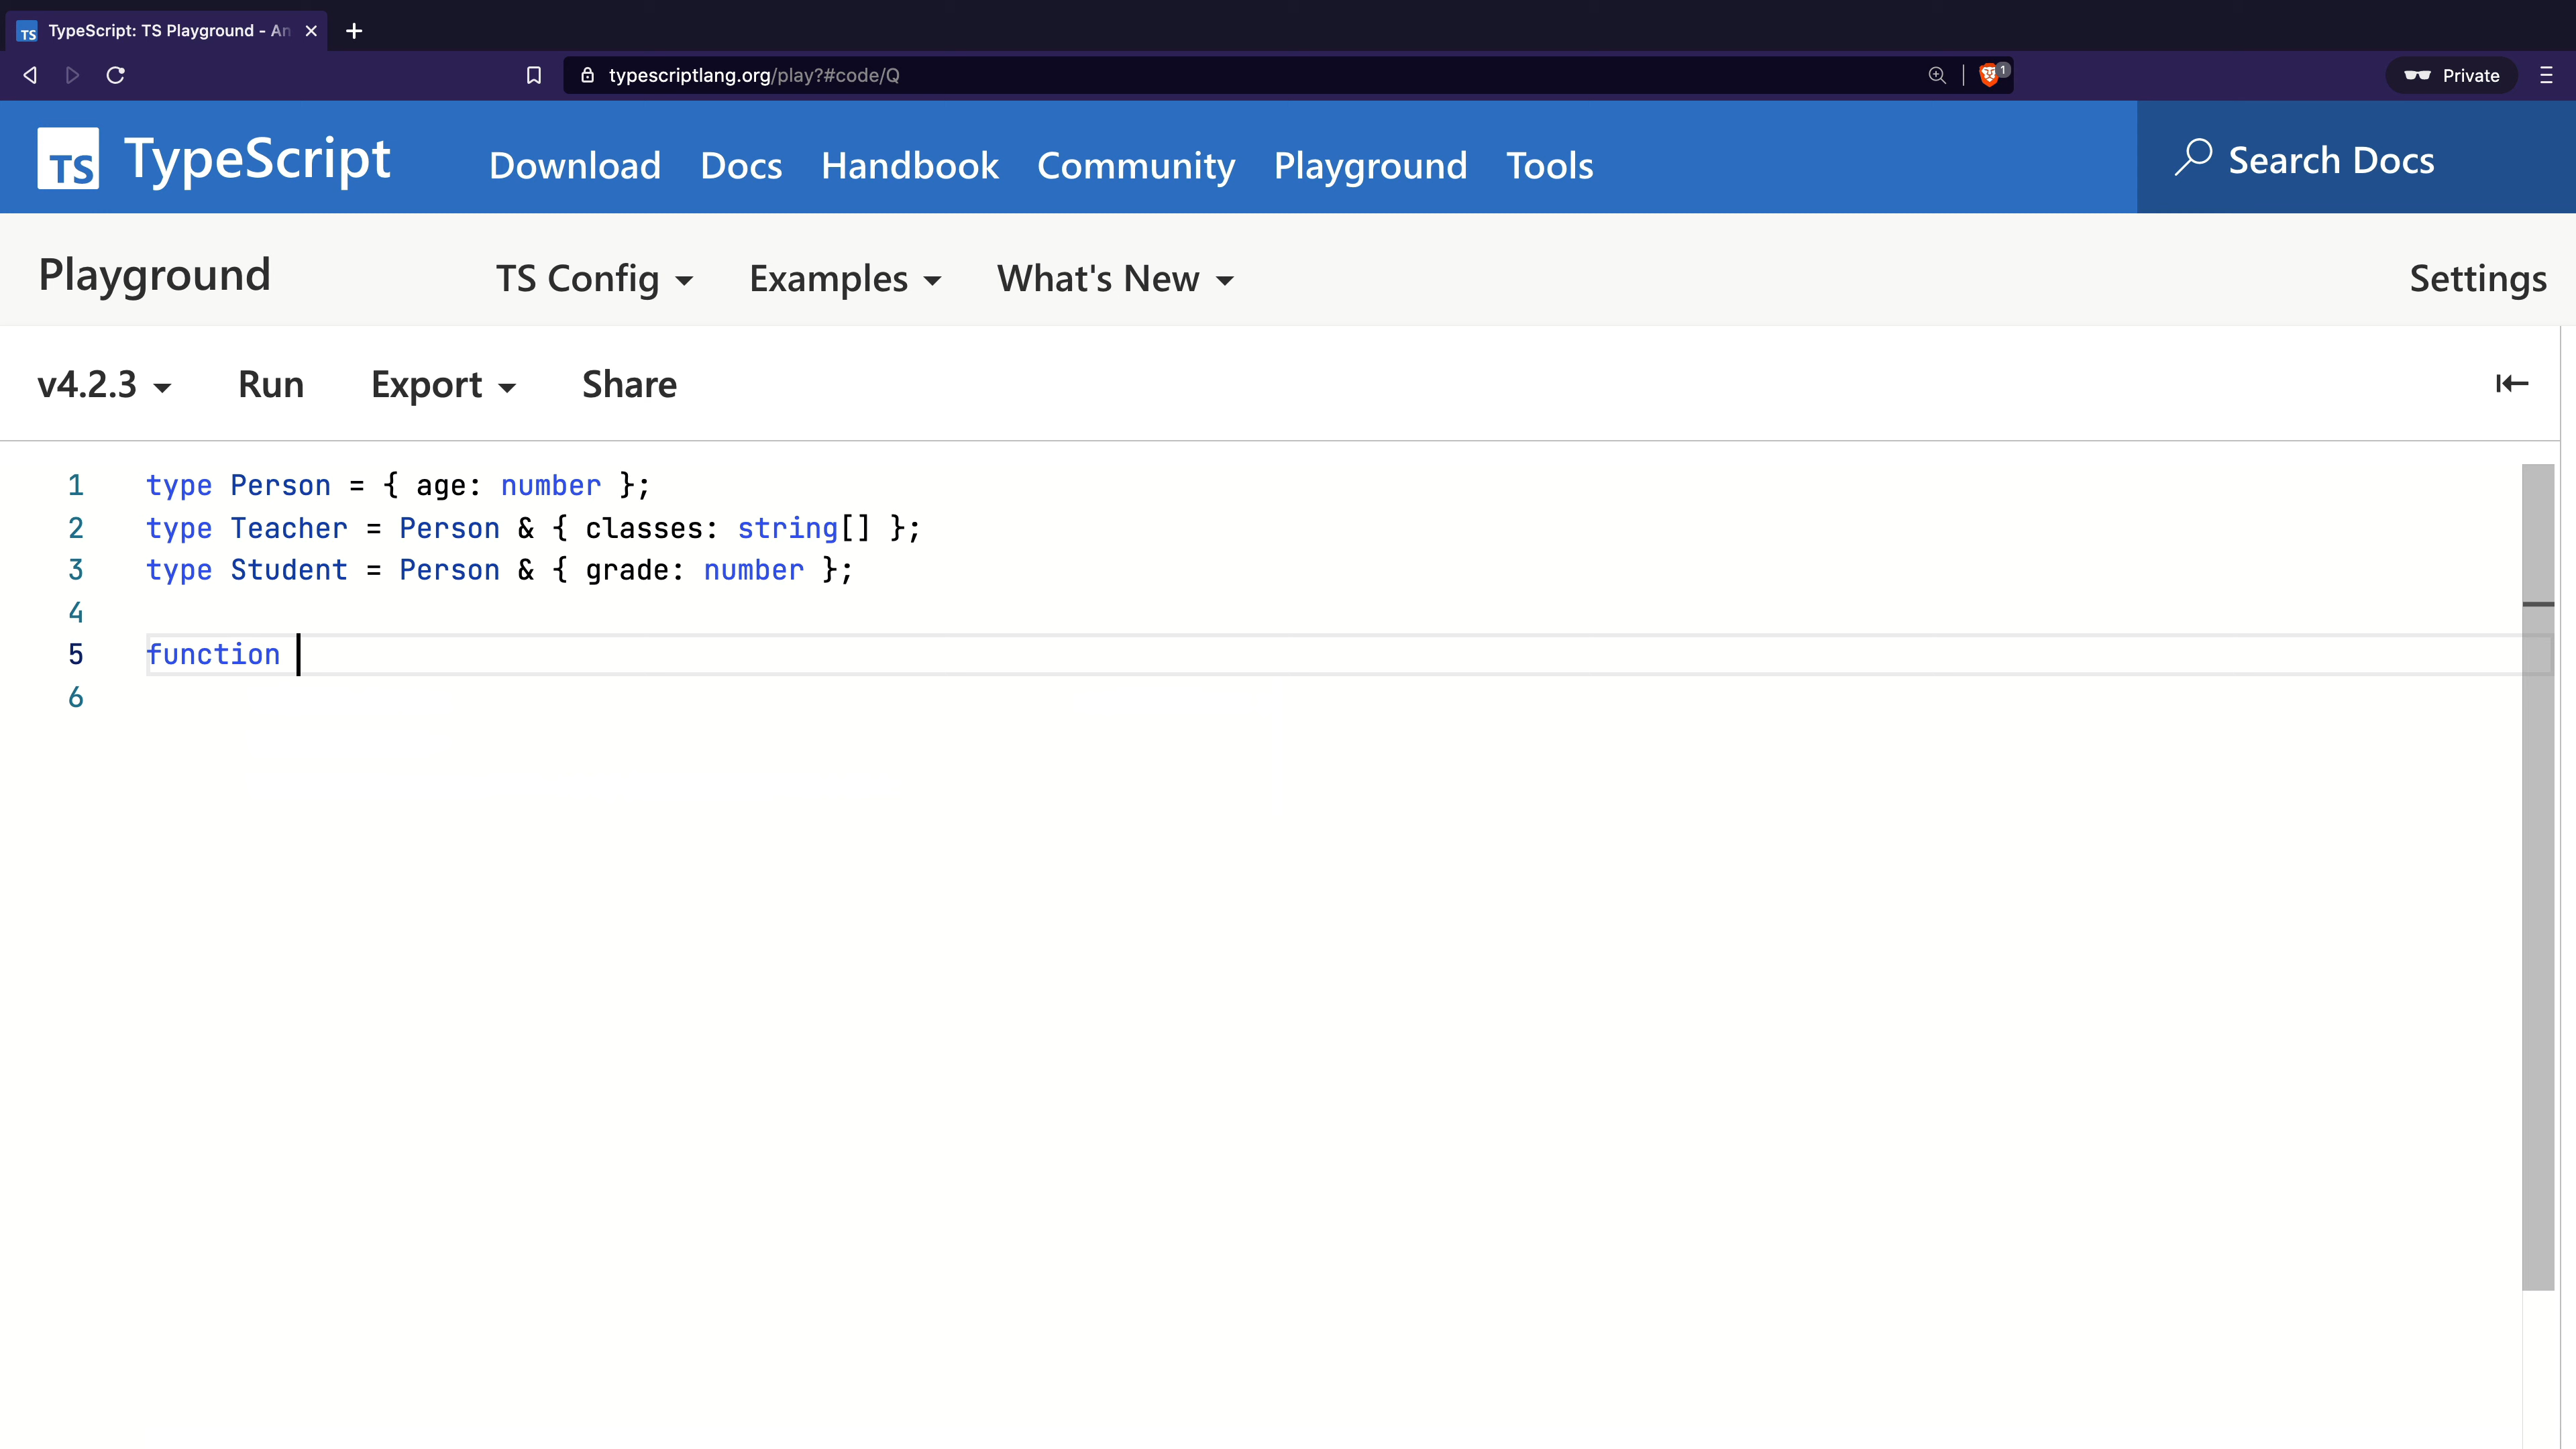 TS TypeScript: TS Playground - An
typescriptlang.org/play?#code/Q
1
Private
TS TypeScript Download Docs Handbook Community Playground Tools Search Docs
Playground TS Config Examples What's New Settings
v4.2.3 Run Export Share
1 type Person = { age: number };
2 type Teacher = Person & { classes: string[] };
3 type Student = Person & { grade: number };
4
5 function
6